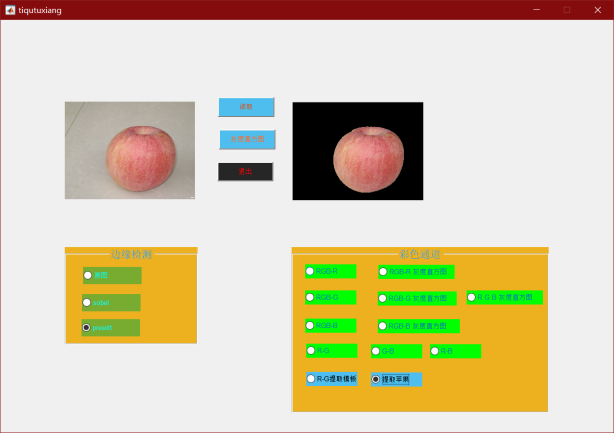 tiqutuxiang
读图
灰度直方图
退出
边缘检测
原图
sobel
prewitt
彩色通道
RGB-R
RGB-R 灰度直方图
RGB-G
RGB-G 灰度直方图
R G B 灰度直方图
RGB-B
RGB-B 灰度直方图
R-G
G-B
R-B
R-G提取模板
提取苹果